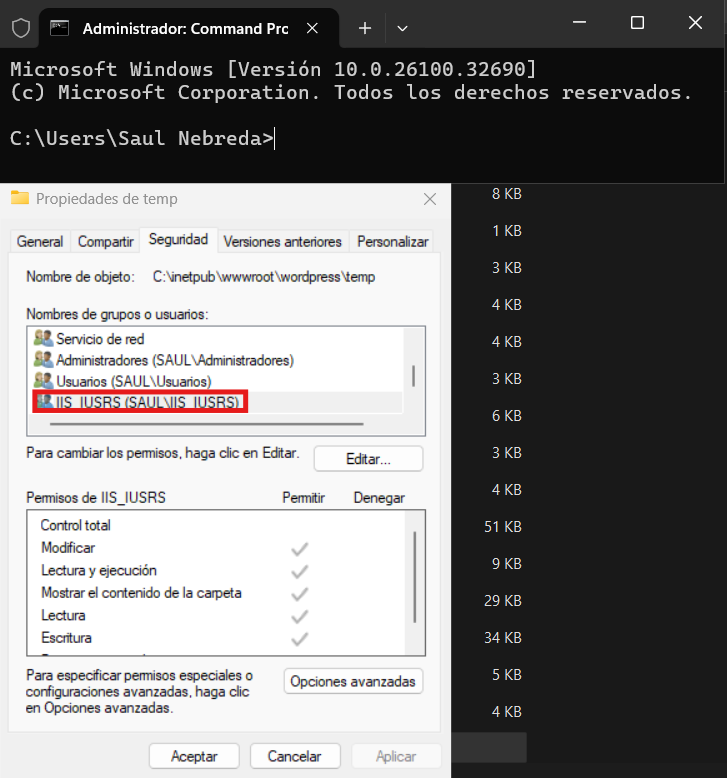 Administrador: Command Prc
Microsoft Windows [Versión 10.0.26100.32690]
(c) Microsoft Corporation. Todos los derechos reservados.
C:\Users\Saul Nebreda>
Propiedades de temp
General Compartir Seguridad Versiones anteriores Personalizar
Nombre de objeto: C:\inetpub\wwwroot\wordpress\temp
Nombres de grupos o usuarios:
Servicio de red
Administradores (SAUL\Administradores)
Usuarios (SAUL\Usuarios)
IIS_IUSRS (SAUL\IIS_IUSRS)
Para cambiar los permisos, haga clic en Editar.
Editar...
Permisos de IIS_IUSRS Permitir Denegar
Control total
Modificar
Lectura y ejecución
Mostrar el contenido de la carpeta
Lectura
Escritura
Para especificar permisos especiales o
configuraciones avanzadas, haga clic
en Opciones avanzadas.
Opciones avanzadas
Aceptar Cancelar Aplicar
8 KB
1 KB
3 KB
4 KB
4 KB
3 KB
6 KB
3 KB
4 KB
51 KB
9 KB
29 KB
34 KB
5 KB
4 KB